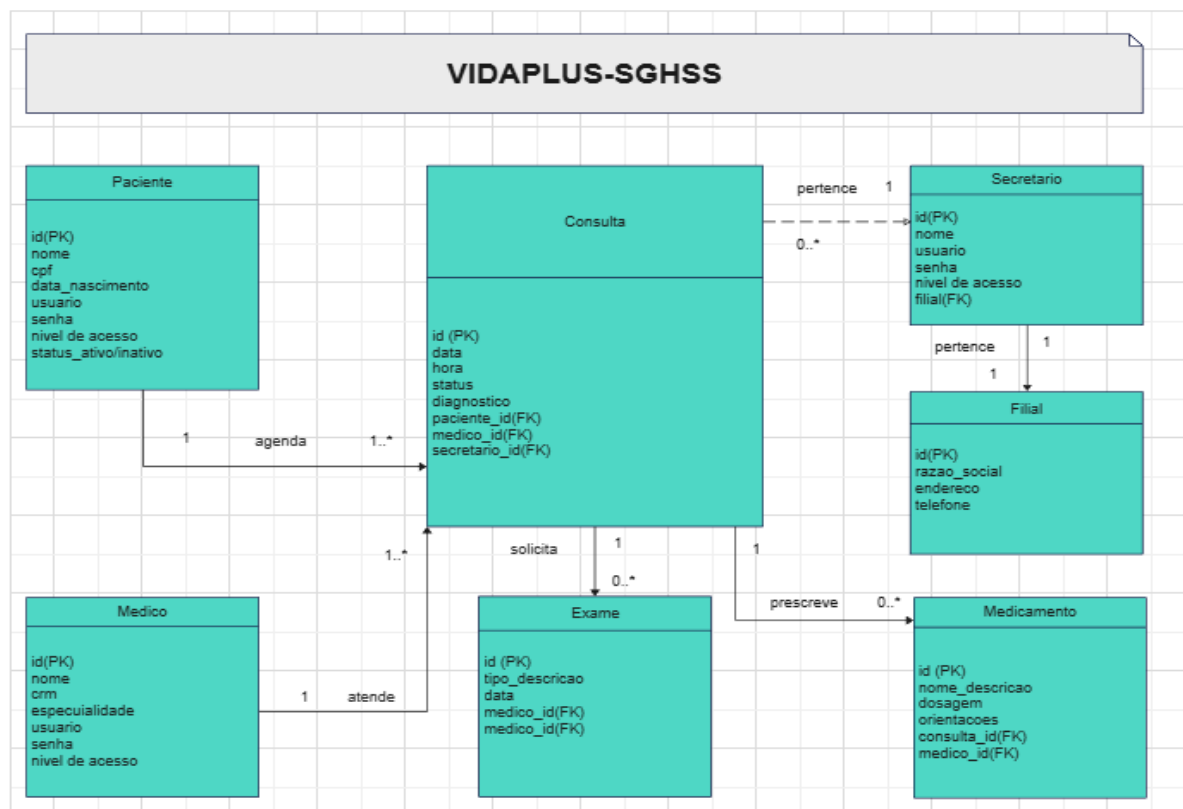 VIDAPLUS-SGHSS
Paciente
id(PK)
nome
cpf
data_nascimento
usuario
senha
nivel de acesso
status_ativo/inativo
Consulta
id (PK)
data
hora
status
diagnostico
paciente_id(FK)
medico_id(FK)
secretario_id(FK)
pertence 1
0..*
Secretario
id(PK)
nome
usuario
senha
nivel de acesso
filial(FK)
pertence 1
1
Filial
id(PK)
razao_social
endereco
telefone
1 agenda 1..*
1..*
1 atende
Medico
id(PK)
nome
crm
especuialidade
usuario
senha
nivel de acesso
solicita 1
0..*
Exame
id (PK)
tipo_descricao
data
medico_id(FK)
medico_id(FK)
1
prescreve 0..*
Medicamento
id (PK)
nome_descricao
dosagem
orientacoes
consulta_id(FK)
medico_id(FK)